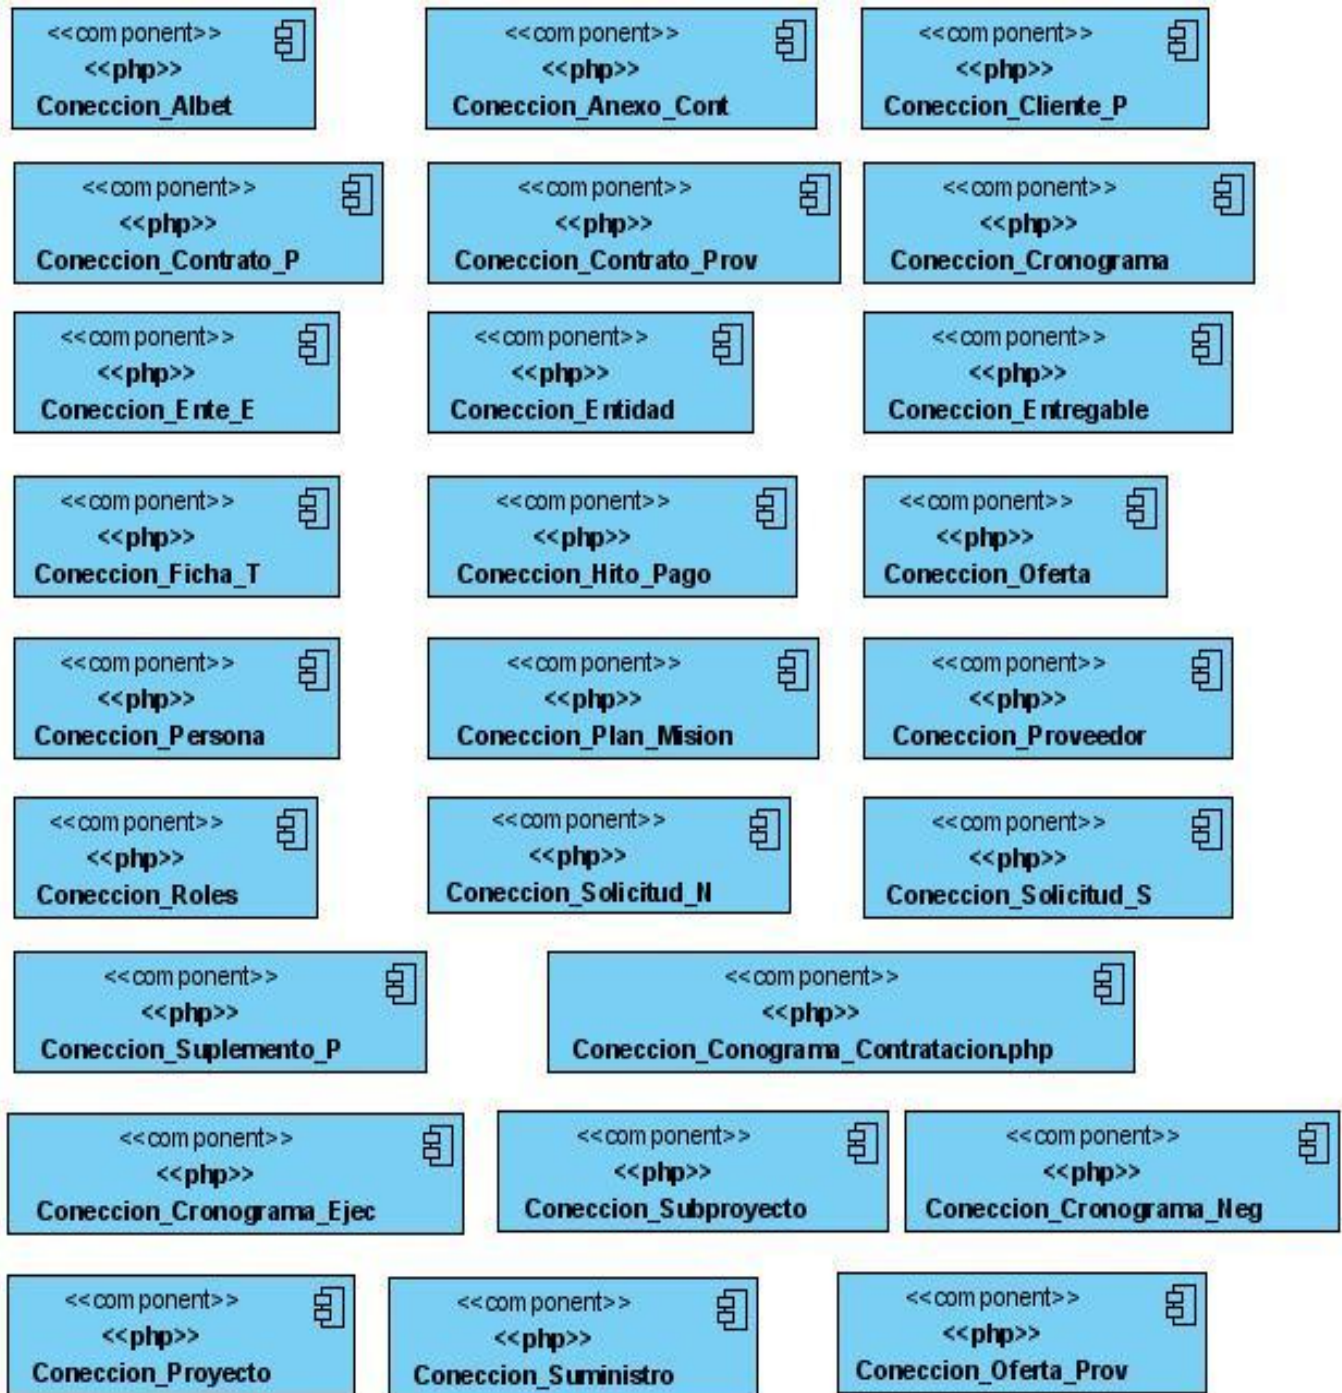 <<component>>
<<php>>
Coneccion_Albet
<<component>>
<<php>>
Coneccion_Anexo_Cont
<<component>>
<<php>>
Coneccion_Cliente_P
<<component>>
<<php>>
Coneccion_Contrato_P
<<component>>
<<php>>
Coneccion_Contrato_Prov
<<component>>
<<php>>
Coneccion_Cronograma
<<component>>
<<php>>
Coneccion_Ente_E
<<component>>
<<php>>
Coneccion_Entidad
<<component>>
<<php>>
Coneccion_Entregable
<<component>>
<<php>>
Coneccion_Ficha_T
<<component>>
<<php>>
Coneccion_Hito_Pago
<<component>>
<<php>>
Coneccion_Oferta
<<component>>
<<php>>
Coneccion_Persona
<<component>>
<<php>>
Coneccion_Plan_Mision
<<component>>
<<php>>
Coneccion_Proveedor
<<component>>
<<php>>
Coneccion_Roles
<<component>>
<<php>>
Coneccion_Solicitud_N
<<component>>
<<php>>
Coneccion_Solicitud_S
<<component>>
<<php>>
Coneccion_Suplemento_P
<<component>>
<<php>>
Coneccion_Conograma_Contratacion.php
<<component>>
<<php>>
Coneccion_Cronograma_Ejec
<<component>>
<<php>>
Coneccion_Subproyecto
<<component>>
<<php>>
Coneccion_Cronograma_Neg
<<component>>
<<php>>
Coneccion_Proyecto
<<component>>
<<php>>
Coneccion_Suministro
<<component>>
<<php>>
Coneccion_Oferta_Prov